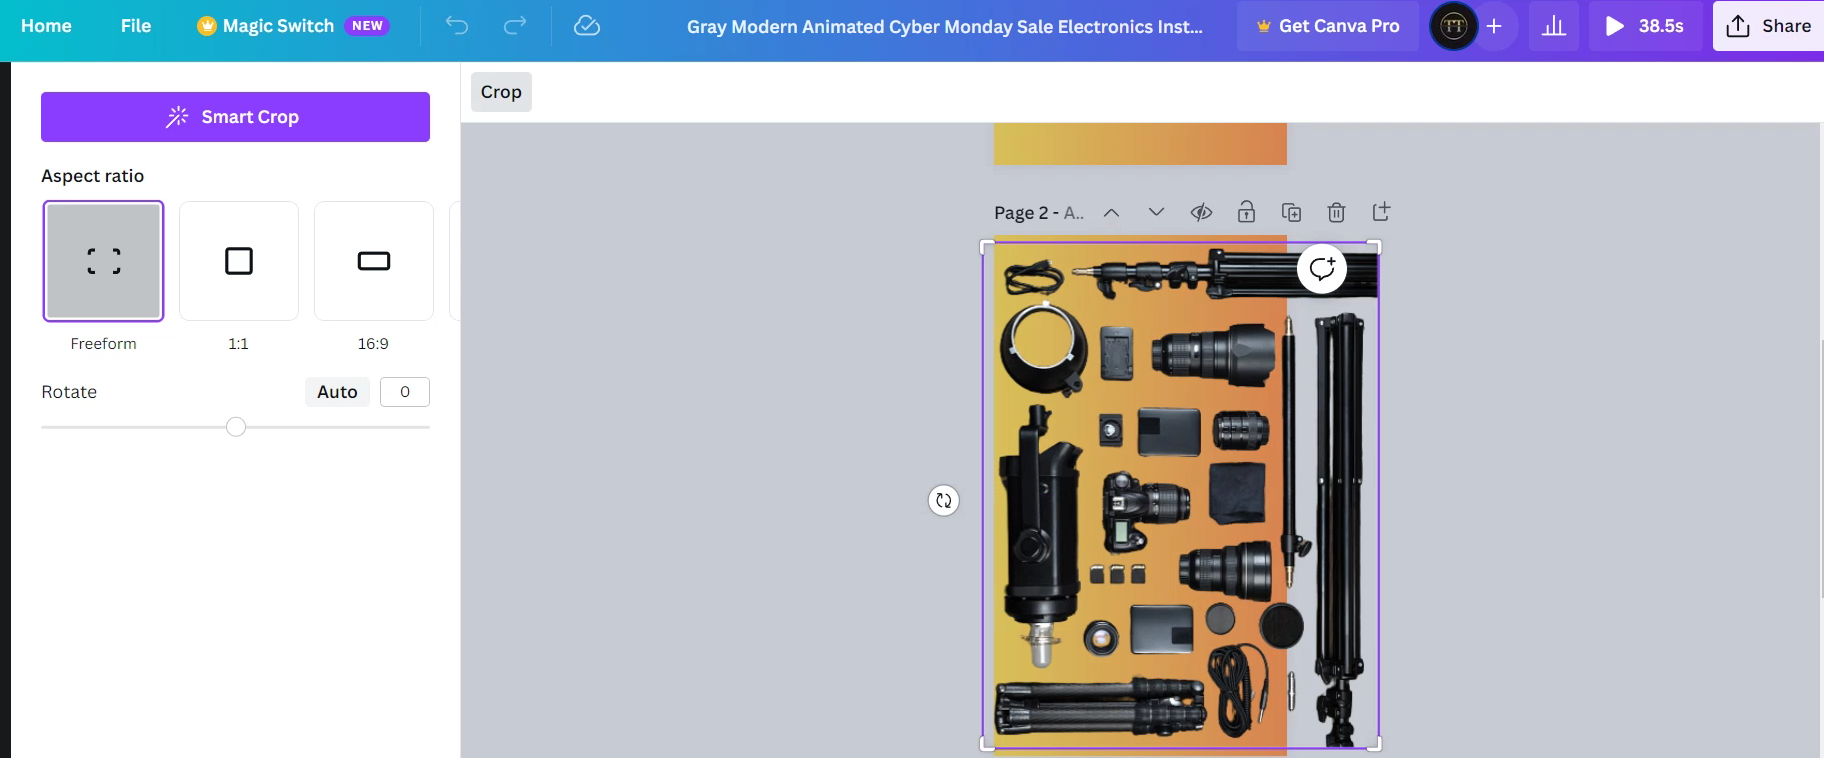 Home File Magic Switch NEW Gray Modern Animated Cyber Monday Sale Electronics Inst... Get Canva Pro TT 38.5s Share
Smart Crop
Aspect ratio
Freeform 1:1 16:9
Rotate Auto 0
Crop
Page 2 - A..